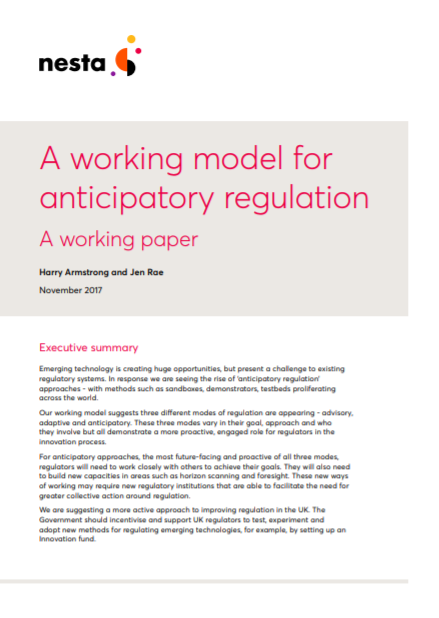 nesta
A working model for
anticipatory regulation
A working paper
Harry Armstrong and Jen Rae
November 2017
Executive summary
Emerging technology is creating huge opportunities, but present a challenge to existing
regulatory systems. In response we are seeing the rise of 'anticipatory regulation'
approaches - with methods such as sandboxes, demonstrators, testbeds proliferating
across the world.
Our working model suggests three different modes of regulation are appearing - advisory,
adaptive and anticipatory. These three modes vary in their goal, approach and who
they involve but all demonstrate a more proactive, engaged role for regulators in the
innovation process.
For anticipatory approaches, the most future-facing and proactive of all three modes,
regulators will need to work closely with others to achieve their goals. They will also need
to build new capacities in areas such as horizon scanning and foresight. These new ways
of working may require new regulatory institutions that are able to facilitate the need for
greater collective action around regulation.
We are suggesting a more active approach to improving regulation in the UK. The
Government should incentivise and support UK regulators to test, experiment and
adopt new methods for regulating emerging technologies, for example, by setting up an
Innovation fund.